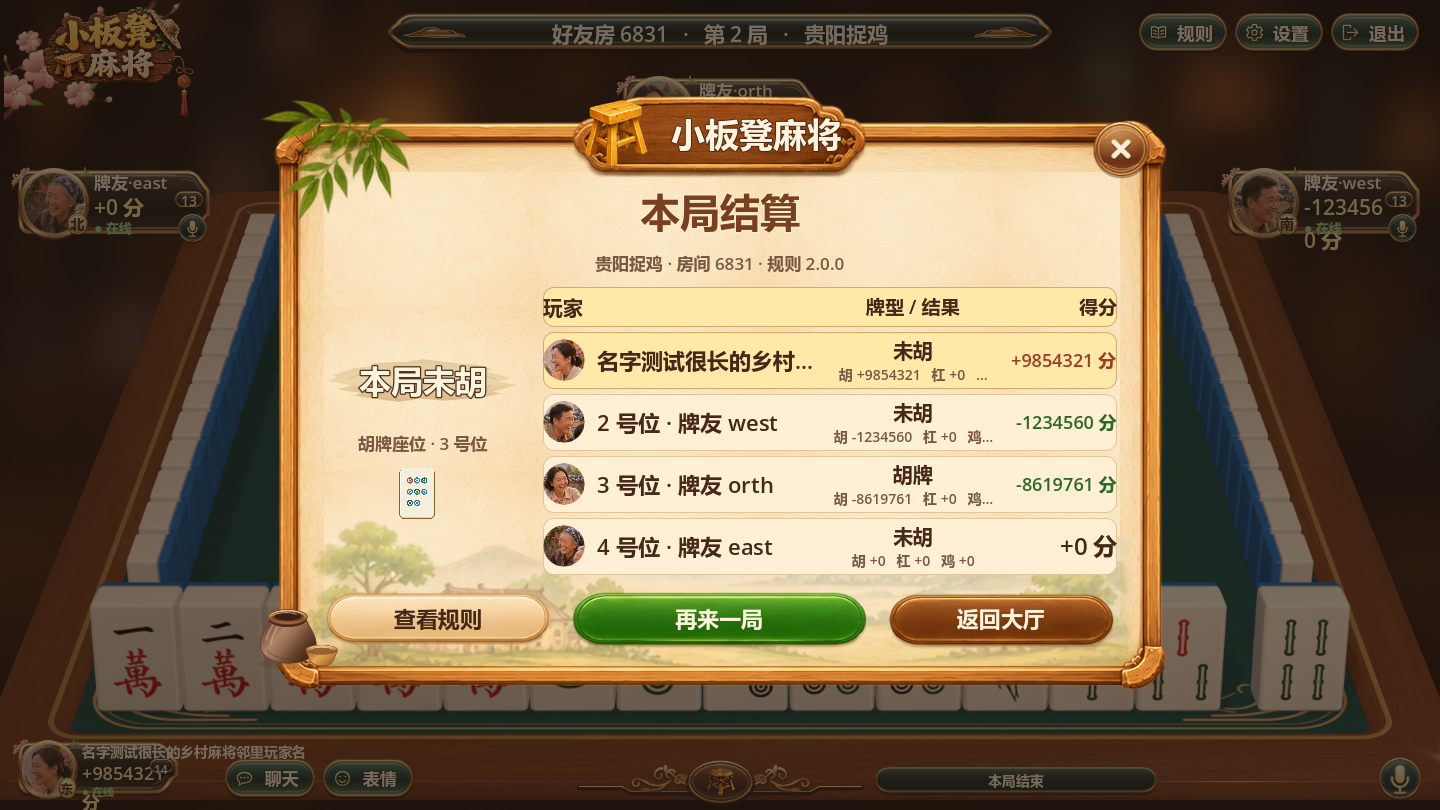 小板凳
麻将
好友房 6831 · 第 2 局 · 贵阳捉鸡
规则
设置
退出
牌友·orth
小板凳麻将
牌友·east
+0 分
13
北
• 在线
牌友·west
-123456
0 分
13
南
• 在线
本局结算
贵阳捉鸡 · 房间 6831 · 规则 2.0.0
玩家 牌型 / 结果 得分
名字测试很长的乡村... 未胡 +9854321 分
胡 +9854321 杠 +0 ...
2 号位 · 牌友 west 未胡 -1234560 分
胡 -1234560 杠 +0 鸡...
3 号位 · 牌友 orth 胡牌 -8619761 分
胡 -8619761 杠 +0 鸡...
4 号位 · 牌友 east 未胡 +0 分
胡 +0 杠 +0 鸡 +0
本局未胡
胡牌座位 · 3 号位
查看规则
再来一局
返回大厅
一
萬
二
萬
名字测试很长的乡村麻将邻里玩家名
+9854321
分
14
东
• 在线
聊天
表情
本局结束